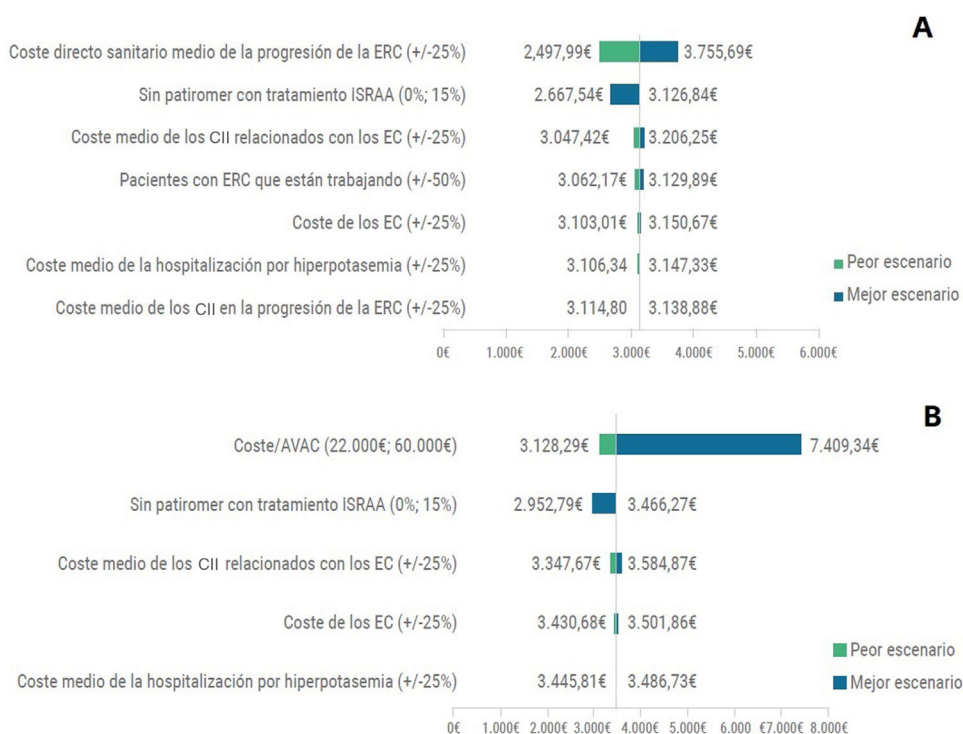 A
Coste directo sanitario medio de la progresión de la ERC (+/-25%) 2,497,99€ 3.755,69€
Sin patiromer con tratamiento ISRAA (0%; 15%) 2.667,54€ 3.126,84€
Coste medio de los CII relacionados con los EC (+/-25%) 3.047,42€ 3.206,25€
Pacientes con ERC que están trabajando (+/-50%) 3.062,17€ 3.129,89€
Coste de los EC (+/-25%) 3.103,01€ 3.150,67€
Coste medio de la hospitalización por hiperpotasemia (+/-25%) 3.106,34 3.147,33€
Coste medio de los CII en la progresión de la ERC (+/-25%) 3.114,80 3.138,88€
Peor escenario
Mejor escenario
0€ 1.000€ 2.000€ 3.000€ 4.000€ 5.000€ 6.000€
B
Coste/AVAC (22.000€; 60.000€) 3.128,29€ 7.409,34€
Sin patiromer con tratamiento ISRAA (0%; 15%) 2.952,79€ 3.466,27€
Coste medio de los CII relacionados con los EC (+/-25%) 3.347,67€ 3.584,87€
Coste de los EC (+/-25%) 3.430,68€ 3.501,86€
Coste medio de la hospitalización por hiperpotasemia (+/-25%) 3.445,81€ 3.486,73€
Peor escenario
Mejor escenario
0€ 1.000€ 2.000€ 3.000€ 4.000€ 5.000€ 6.000 €7.000€ 8.000€